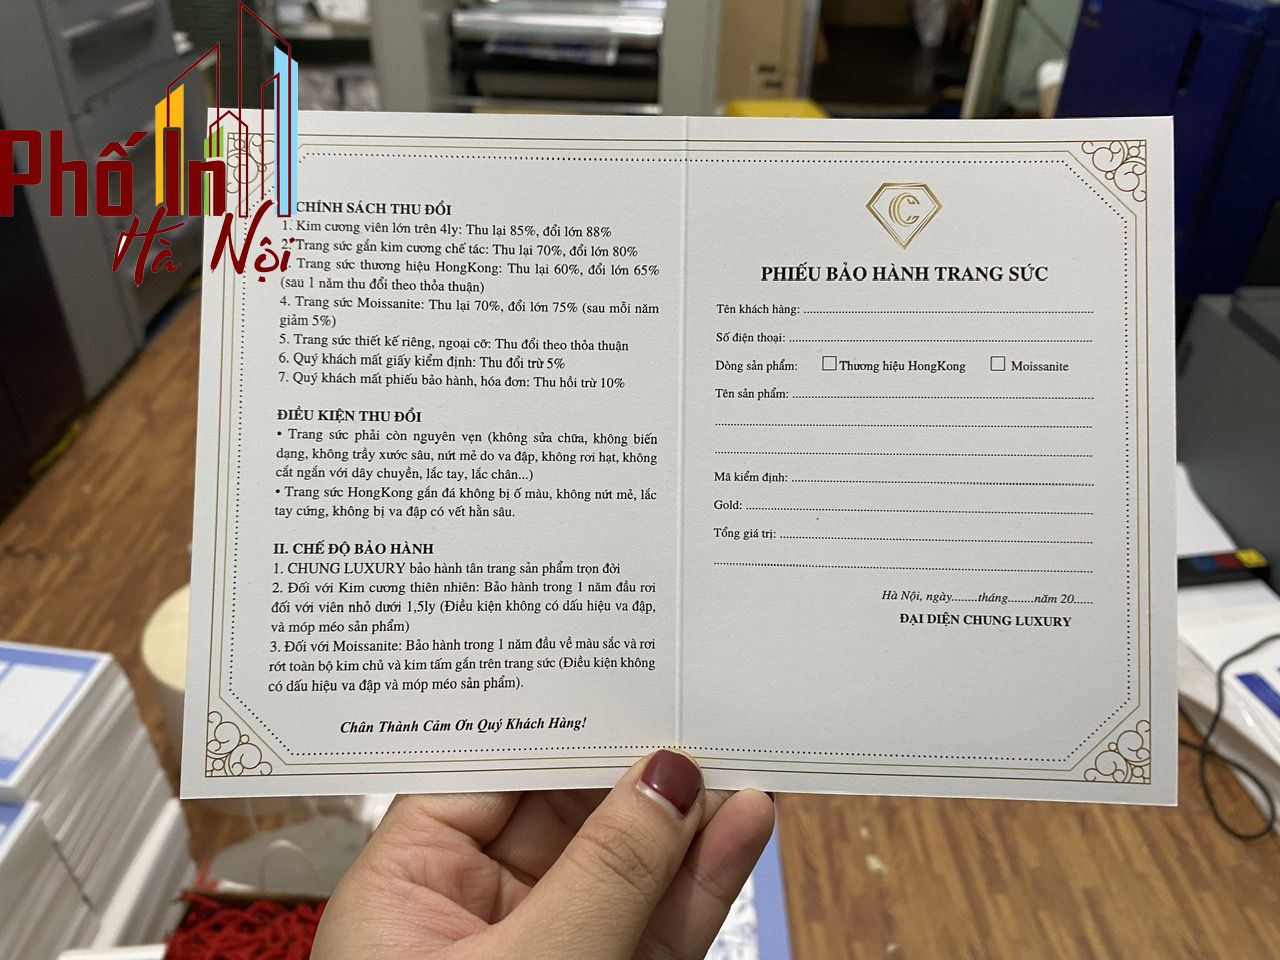 Phố In
Hà Nội
CHÍNH SÁCH THU ĐỔI
1. Kim cương viên lớn trên 4ly: Thu lại 85%, đổi lớn 88%
2. Trang sức gắn kim cương chế tác: Thu lại 70%, đổi lớn 80%
. Trang sức thương hiệu HongKong: Thu lại 60%, đổi lớn 65%
(sau 1 năm thu đổi theo thỏa thuận)
4. Trang sức Moissanite: Thu lại 70%, đổi lớn 75% (sau mỗi năm
giảm 5%)
5. Trang sức thiết kế riêng, ngoại cỡ: Thu đổi theo thỏa thuận
6. Quý khách mất giấy kiểm định: Thu đổi trừ 5%
7. Quý khách mất phiếu bảo hành, hóa đơn: Thu hồi trừ 10%
ĐIỀU KIỆN THU ĐỔI
• Trang sức phải còn nguyên vẹn (không sửa chữa, không biến
dạng, không trầy xước sâu, nứt mẻ do va đập, không rơi hạt, không
cắt ngắn với dây chuyền, lắc tay, lắc chân...)
• Trang sức HongKong gắn đá không bị ố màu, không nứt mẻ, lắc
tay cứng, không bị va đập có vết hằn sâu.
II. CHẾ ĐỘ BẢO HÀNH
1. CHUNG LUXURY bảo hành tân trang sản phẩm trọn đời
2. Đối với Kim cương thiên nhiên: Bảo hành trong 1 năm đầu rơi
đối với viên nhỏ dưới 1,5ly (Điều kiện không có dấu hiệu va đập,
và móp méo sản phẩm)
3. Đối với Moissanite: Bảo hành trong 1 năm đầu về màu sắc và rơi
rớt toàn bộ kim chủ và kim tấm gắn trên trang sức (Điều kiện không
có dấu hiệu va đập và móp méo sản phẩm).
Chân Thành Cảm Ơn Quý Khách Hàng!
C
PHIẾU BẢO HÀNH TRANG SỨC
Tên khách hàng:
Số điện thoại:
Dòng sản phẩm: Thương hiệu HongKong Moissanite
Tên sản phẩm:
Mã kiểm định:
Gold:
Tổng giá trị:
Hà Nội, ngày........tháng........năm 20......
ĐẠI DIỆN CHUNG LUXURY